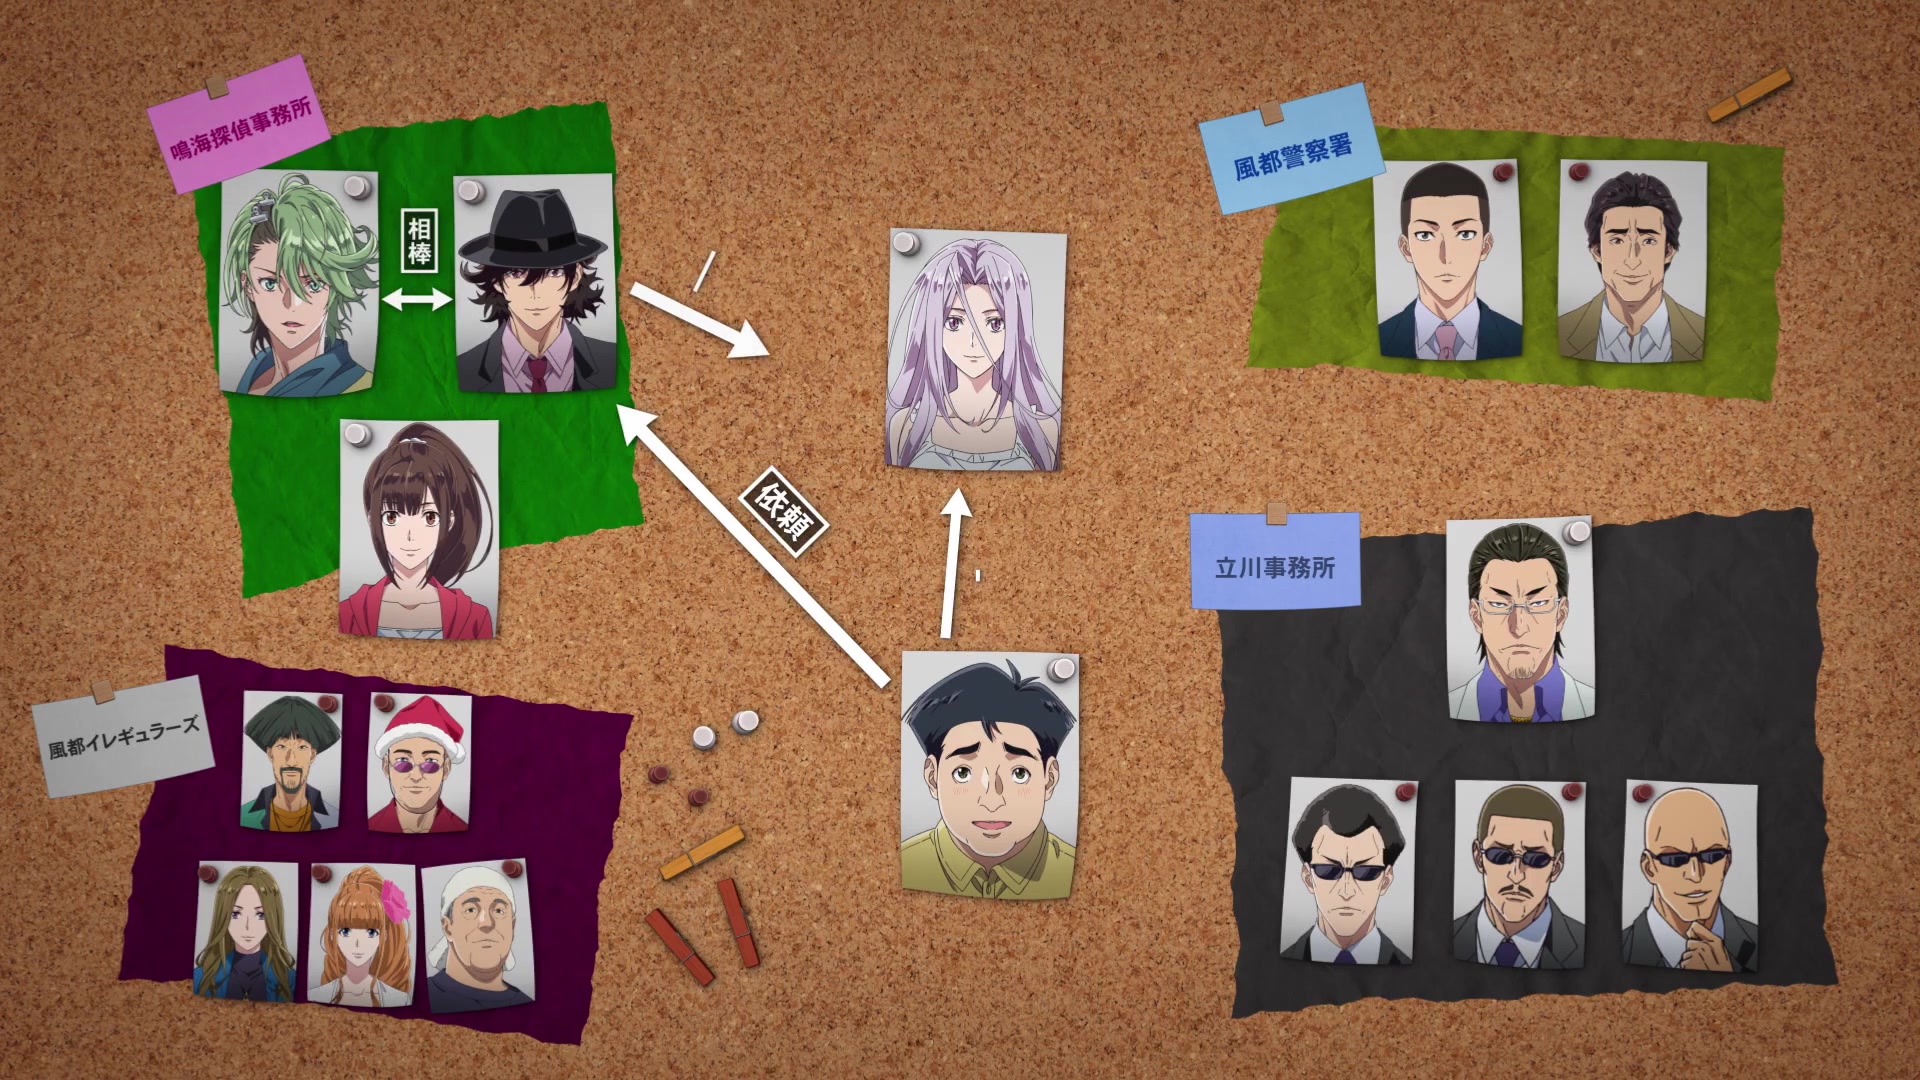 鳴海探偵事務所
相棒
風都警察署
依頼
立川事務所
風都イレギュラーズ